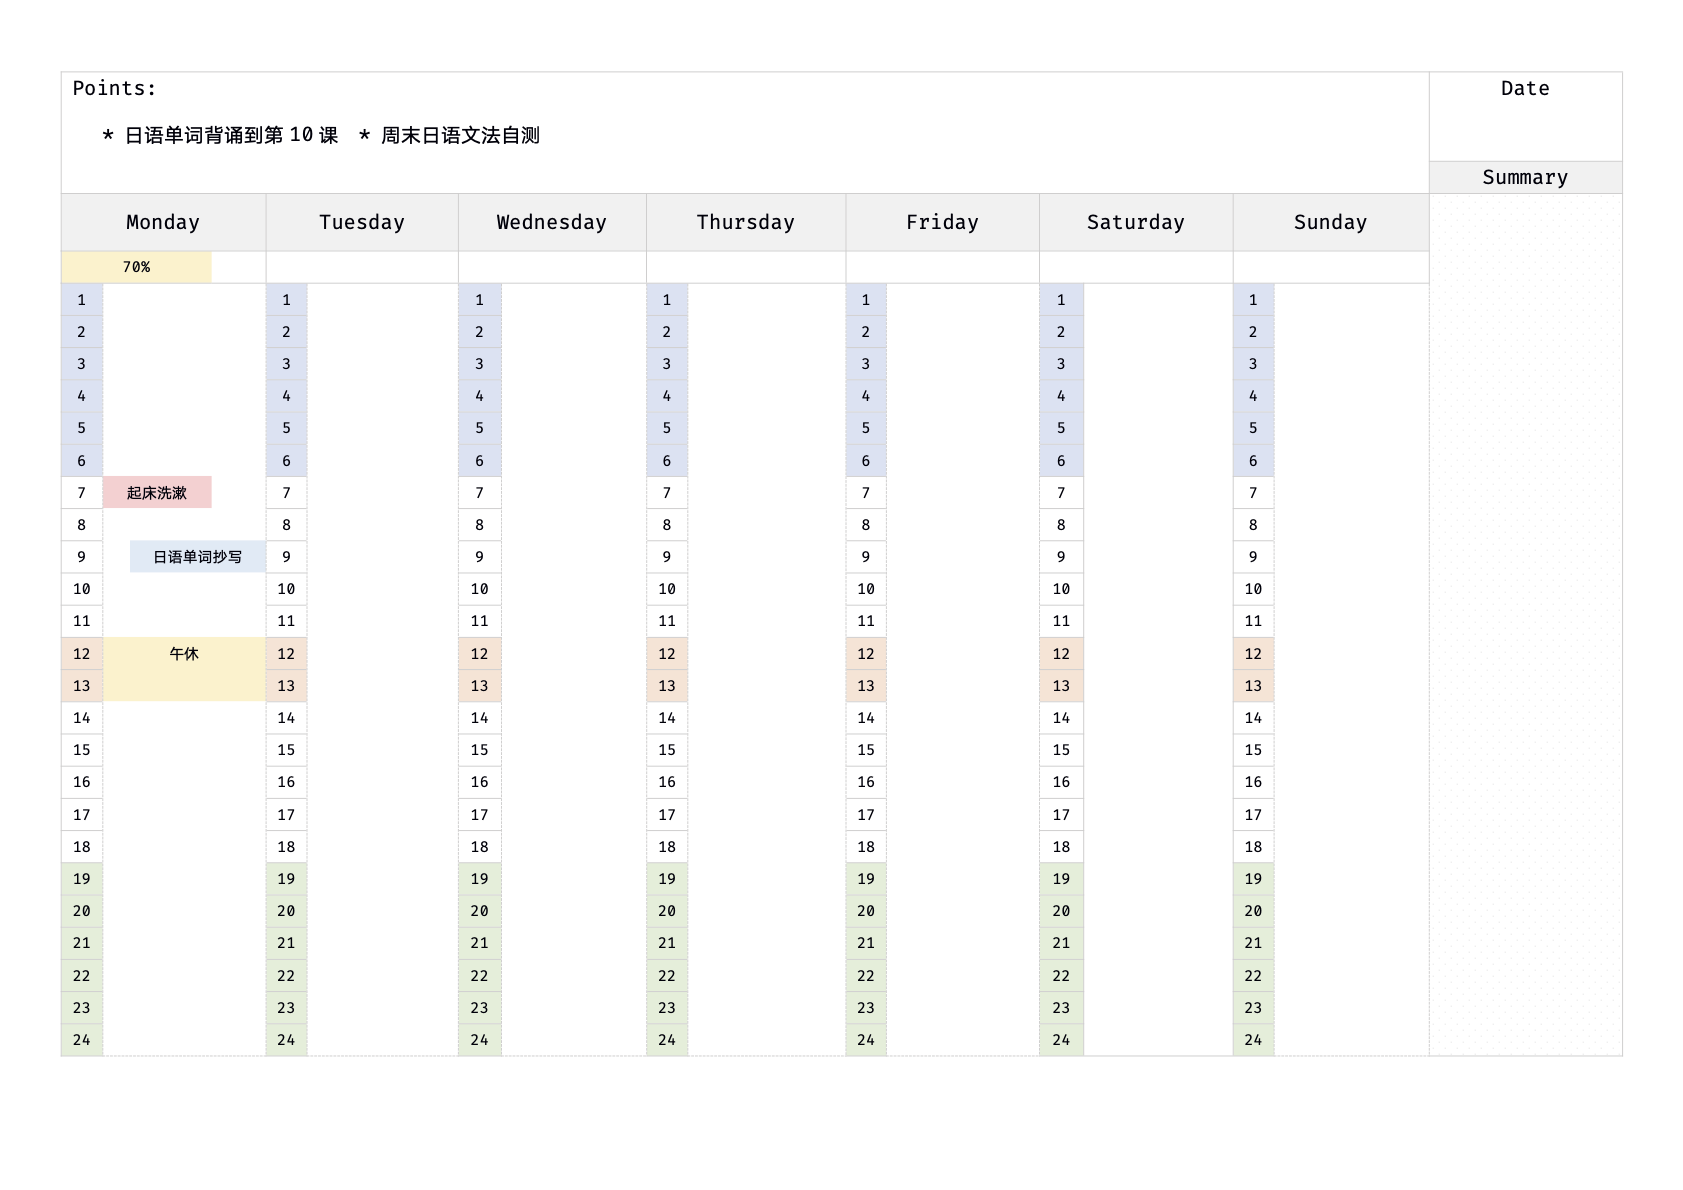 Points:
Date
* 日语单词背诵到第 10 课 * 周末日语文法自测
Summary
Monday Tuesday Wednesday Thursday Friday Saturday Sunday
70%
1 1 1 1 1 1 1
2 2 2 2 2 2 2
3 3 3 3 3 3 3
4 4 4 4 4 4 4
5 5 5 5 5 5 5
6 6 6 6 6 6 6
7 起床洗漱 7 7 7 7 7 7
8 8 8 8 8 8 8
9 日语单词抄写 9 9 9 9 9 9
10 10 10 10 10 10 10
11 11 11 11 11 11 11
12 午休 12 12 12 12 12 12
13 13 13 13 13 13 13
14 14 14 14 14 14 14
15 15 15 15 15 15 15
16 16 16 16 16 16 16
17 17 17 17 17 17 17
18 18 18 18 18 18 18
19 19 19 19 19 19 19
20 20 20 20 20 20 20
21 21 21 21 21 21 21
22 22 22 22 22 22 22
23 23 23 23 23 23 23
24 24 24 24 24 24 24